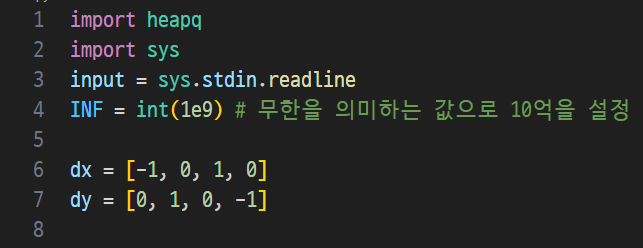 1 import heapq
2 import sys
3 input = sys.stdin.readline
4 INF = int(1e9) # 무한을 의미하는 값으로 10억을 설정
5
6 dx = [-1, 0, 1, 0]
7 dy = [0, 1, 0, -1]
8